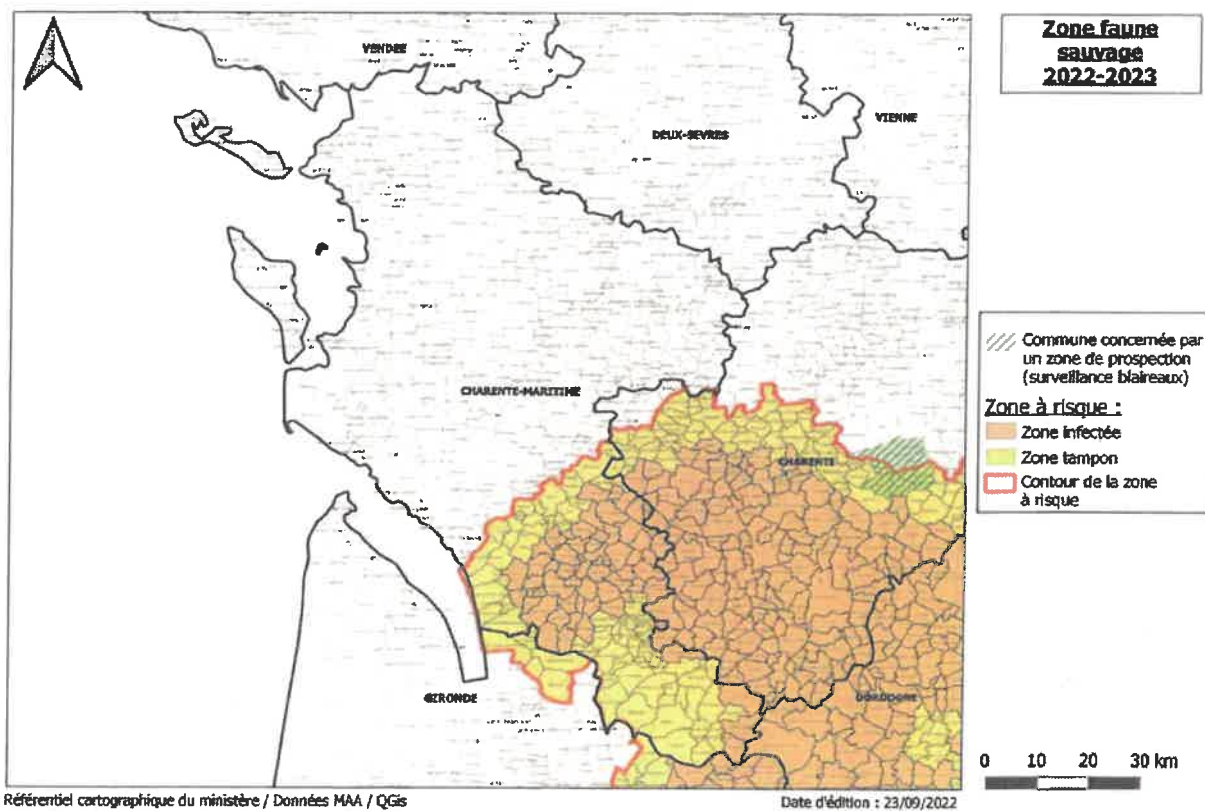 Zone faune
sauvage
2022-2023
VENDEE
DEUX-SEVRES
VIENNE
CHARENTE-MARITIME
CHARENTE
GIRONDE
DORDOGNE
Commune concernée par
un zone de prospection
(surveillance blaireaux)
Zone à risque :
Zone infectée
Zone tampon
Contour de la zone
à risque
0 10 20 30 km
Référentiel cartographique du ministère / Données MAA / QGis
Date d'édition : 23/09/2022